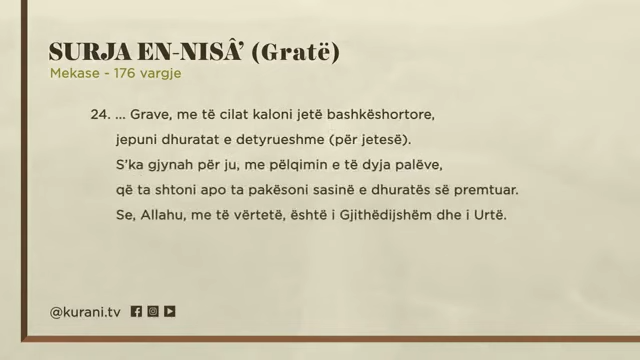 SURJA EN-NISÂ’ (Gratë)
Mekase - 176 vargje
24. ... Grave, me të cilat kaloni jetë bashkëshortore,
jepuni dhuratat e detyrueshme (për jetesë).
S’ka gjynah për ju, me pëlqimin e të dyja palëve,
që ta shtoni apo ta pakësoni sasinë e dhuratës së premtuar.
Se, Allahu, me të vërtetë, është i Gjithëdijshëm dhe i Urtë.
@kurani.tv